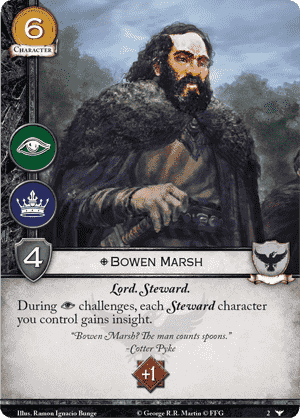 6
CHARACTER
4
BOWEN MARSH
Lord. Steward.
During challenges, each Steward character
you control gains insight.
"Bowen Marsh? The man counts spoons."
-Cotter Pyke
+1
Illus. Ramon Ignacio Bunge © George R.R. Martin © FFG 2